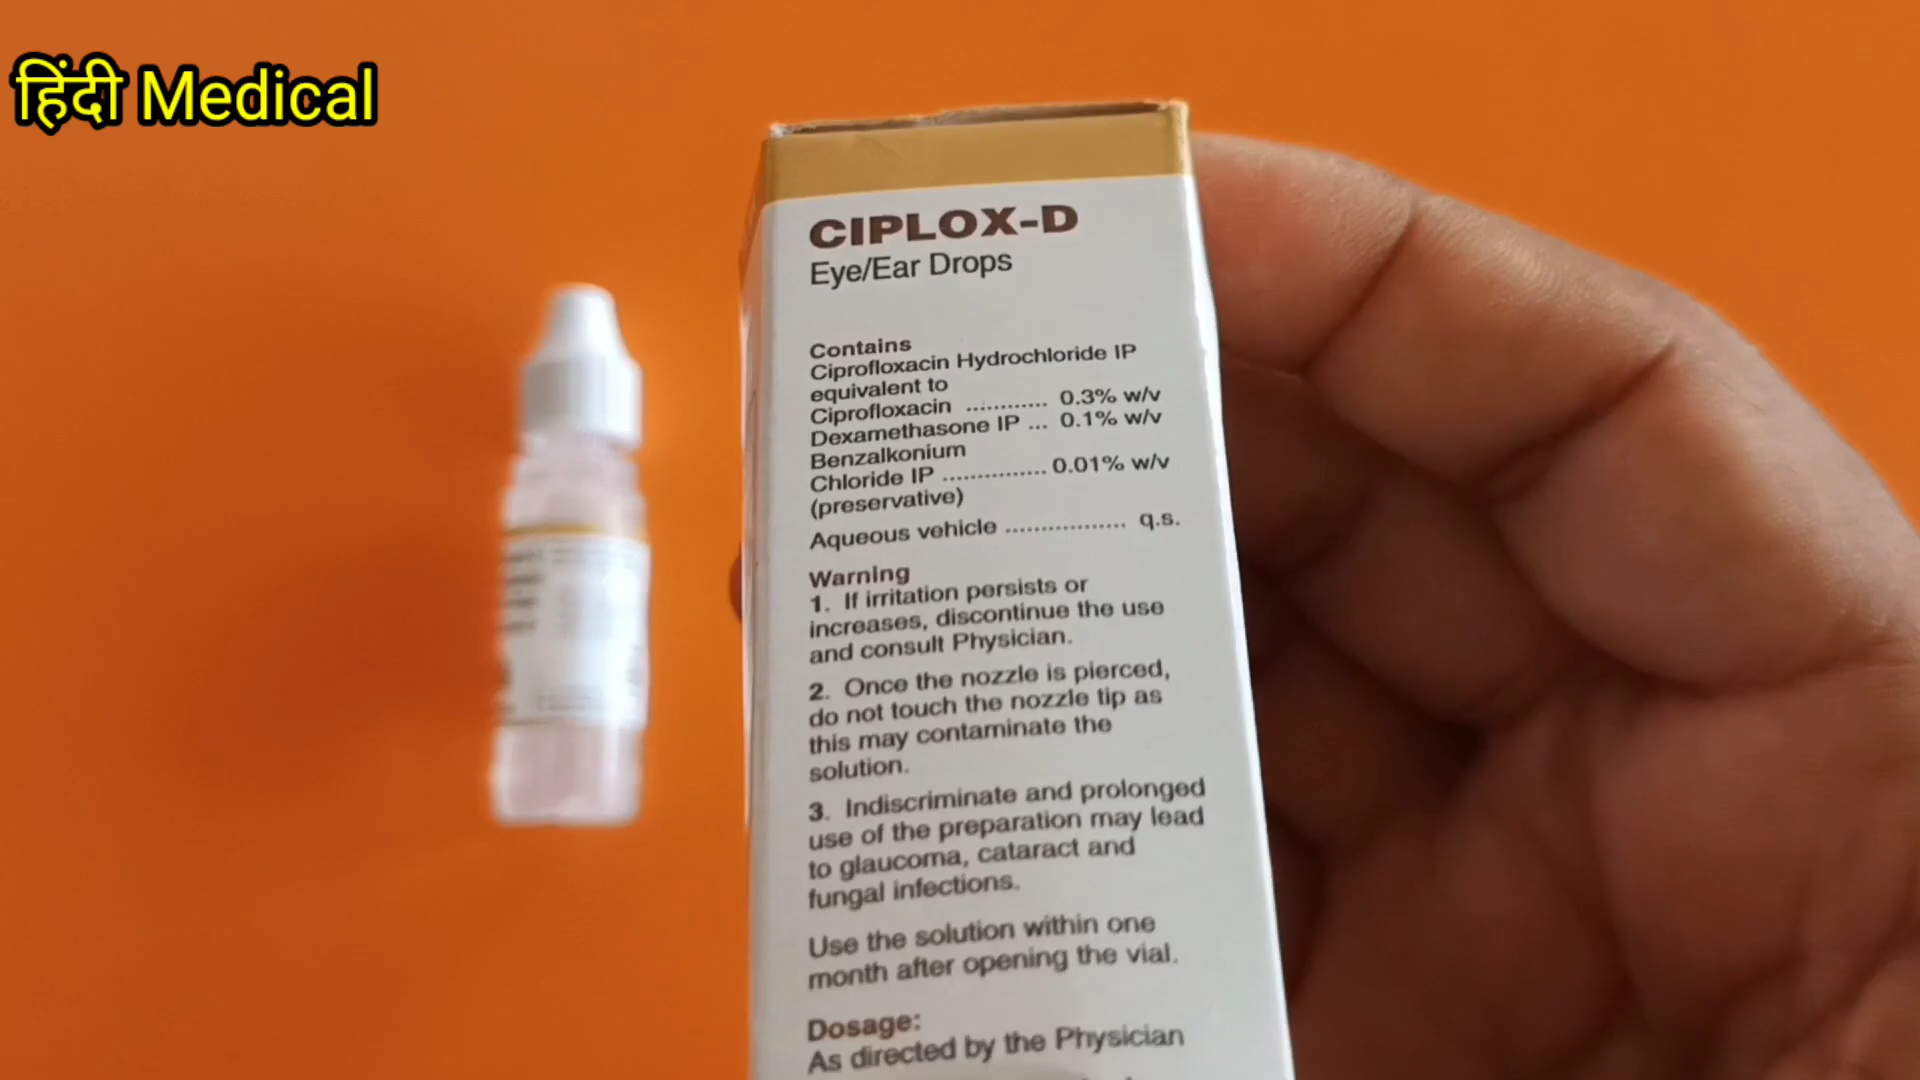 हिंदी Medical
CIPLOX-D
Eye/Ear Drops
Contains
Ciprofloxacin Hydrochloride IP
equivalent to
Ciprofloxacin ............ 0.3% w/v
Dexamethasone IP ... 0.1% w/v
Benzalkonium
Chloride IP ............... 0.01% w/v
(preservative)
Aqueous vehicle ................. q.s.
Warning
1. If irritation persists or
increases, discontinue the use
and consult Physician.
2. Once the nozzle is pierced,
do not touch the nozzle tip as
this may contaminate the
solution.
3. Indiscriminate and prolonged
use of the preparation may lead
to glaucoma, cataract and
fungal infections.
Use the solution within one
month after opening the vial.
Dosage:
As directed by the Physician